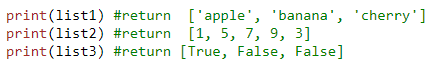 print(list1) #return  ['apple', 'banana', 'cherry']
print(list2) #return  [1, 5, 7, 9, 3]
print(list3) #return [True, False, False]